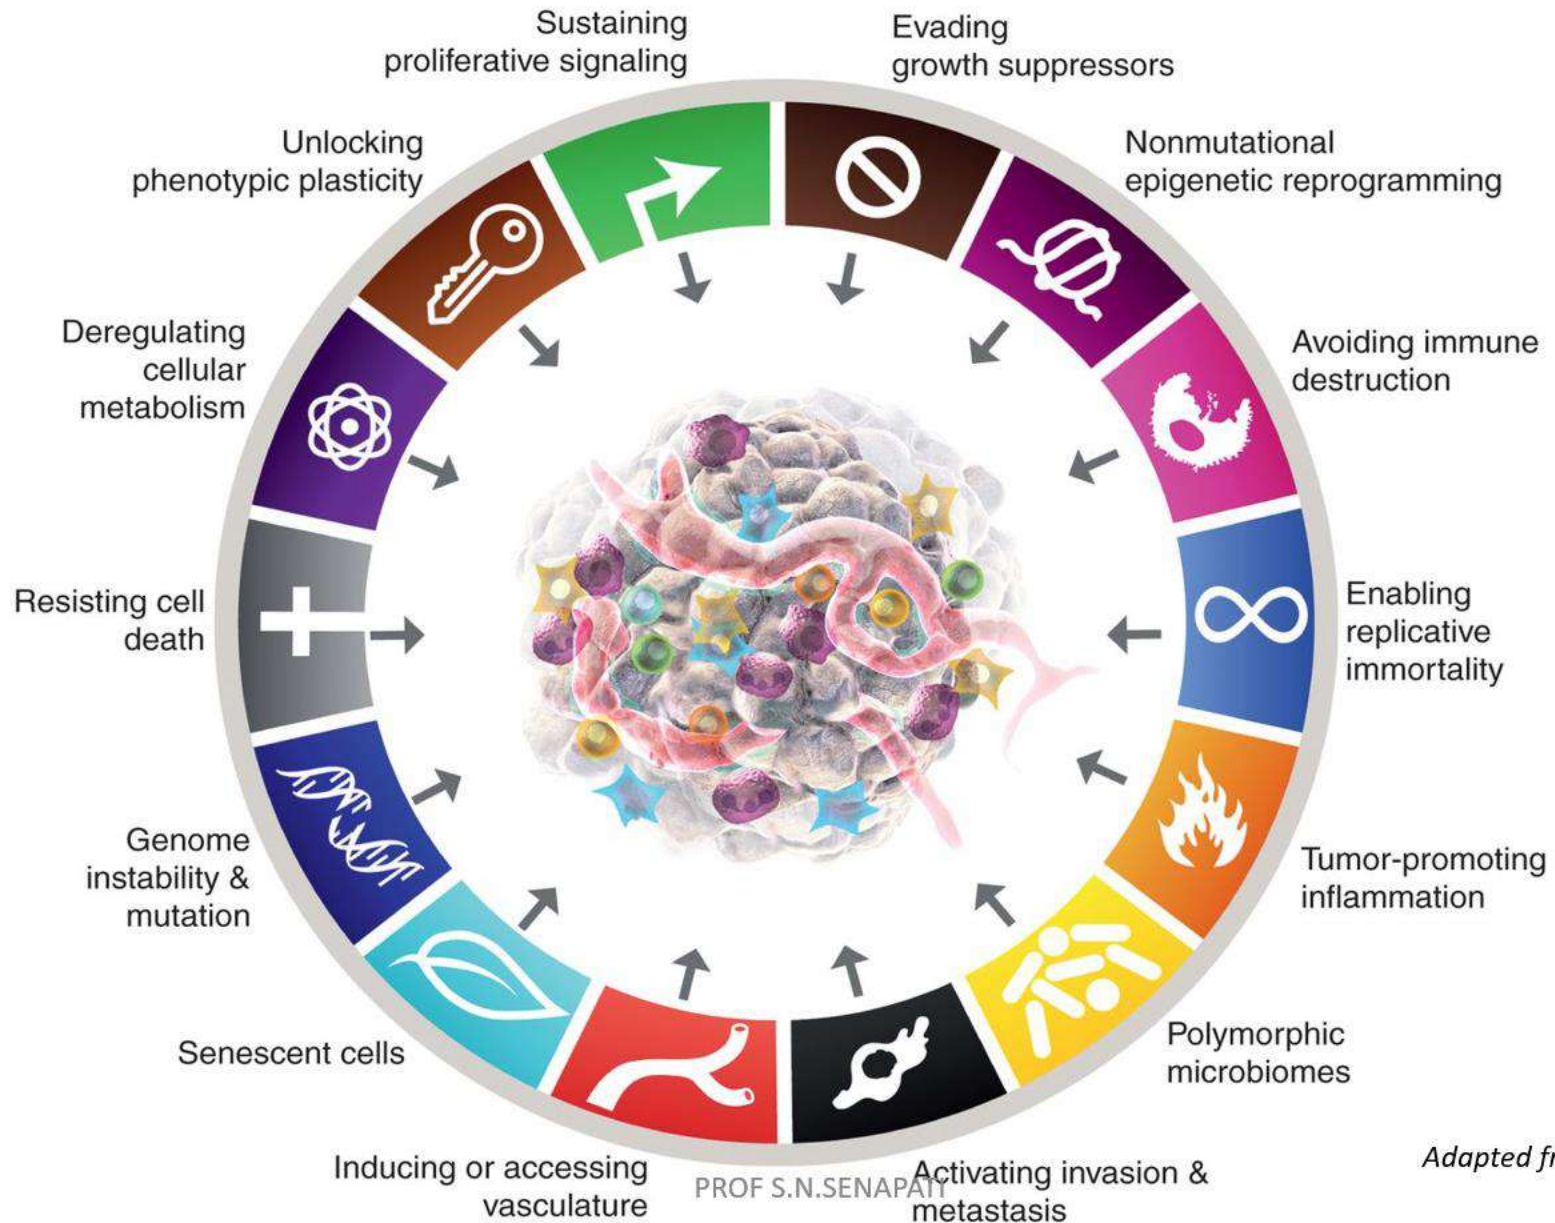 Sustaining
proliferative signaling
Evading
growth suppressors
Nonmutational
epigenetic reprogramming
Avoiding immune
destruction
Enabling
replicative
immortality
Tumor-promoting
inflammation
Polymorphic
microbiomes
Activating invasion &
metastasis
Inducing or accessing
vasculature
Senescent cells
Genome
instability &
mutation
Resisting cell
death
Deregulating
cellular
metabolism
Unlocking
phenotypic plasticity
PROF S.N.SENAPATI
Adapted